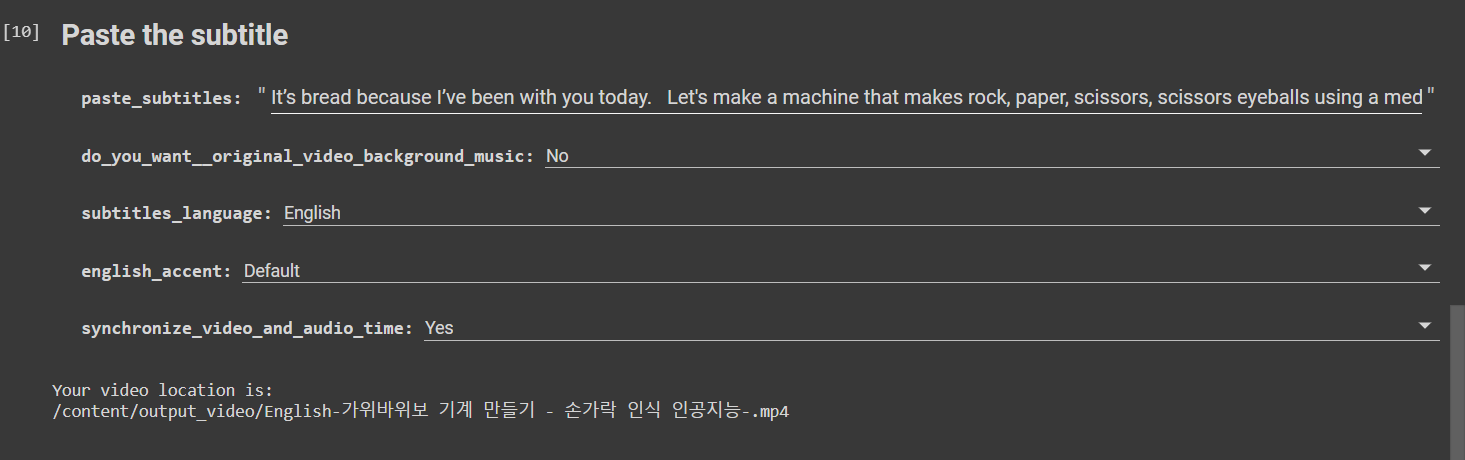 [10] Paste the subtitle
paste_subtitles: " It’s bread because I’ve been with you today.   Let's make a machine that makes rock, paper, scissors, scissors eyeballs using a med "
do_you_want__original_video_background_music: No
subtitles_language: English
english_accent: Default
synchronize_video_and_audio_time: Yes
Your video location is:
/content/output_video/English-가위바위보 기계 만들기 - 손가락 인식 인공지능-.mp4